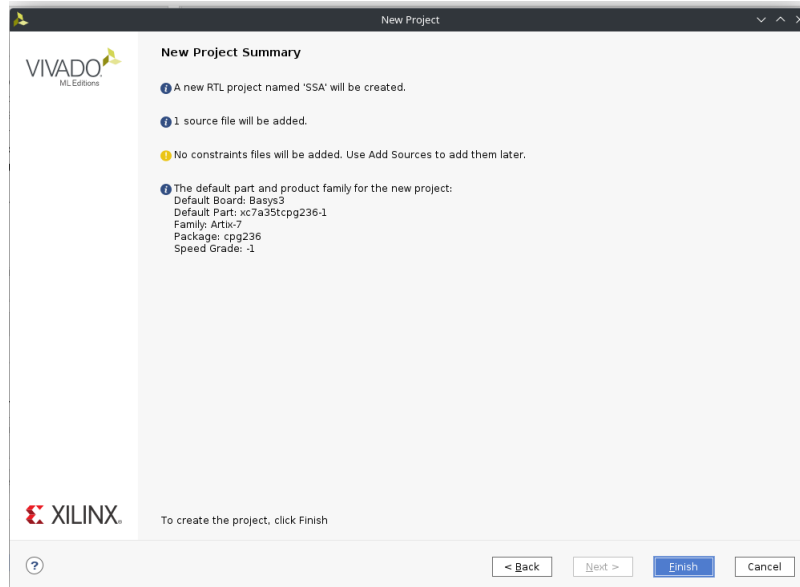 New Project
VIVADO
ML Editions
New Project Summary
A new RTL project named 'SSA' will be created.
1 source file will be added.
No constraints files will be added. Use Add Sources to add them later.
The default part and product family for the new project:
Default Board: Basys3
Default Part: xc7a35tcpg236-1
Family: Artix-7
Package: cpg236
Speed Grade: -1
XILINX
To create the project, click Finish
?
< Back
Next >
Finish
Cancel